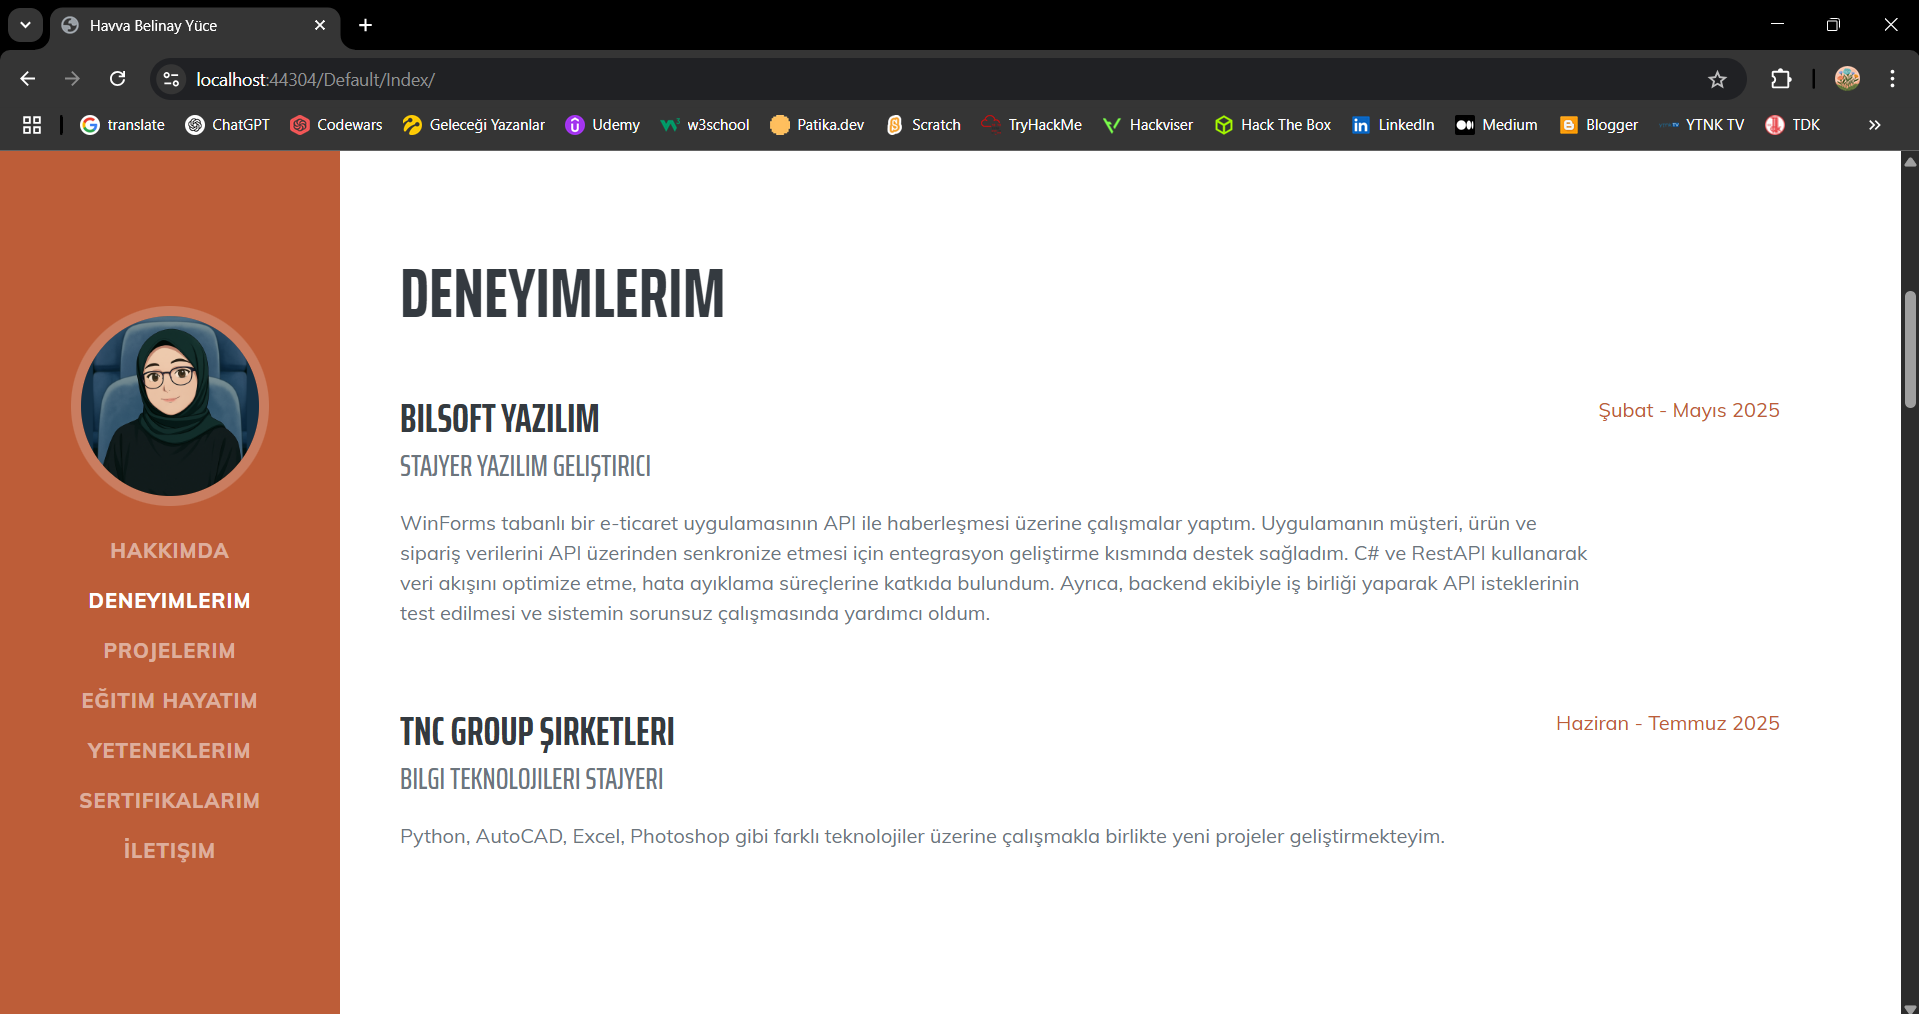 Havva Belinay Yüce
localhost:44304/Default/Index/
translate ChatGPT Codewars Geleceği Yazanlar Udemy w3school Patika.dev Scratch TryHackMe Hackviser Hack The Box LinkedIn Medium Blogger YTNK TV TDK
HAKKIMDA
DENEYIMLERIM
PROJELERIM
EĞITIM HAYATIM
YETENEKLERIM
SERTIFIKALARIM
İLETIŞIM
DENEYIMLERIM
BILSOFT YAZILIM
Şubat - Mayıs 2025
STAJYER YAZILIM GELIŞTIRICI
WinForms tabanlı bir e-ticaret uygulamasının API ile haberleşmesi üzerine çalışmalar yaptım. Uygulamanın müşteri, ürün ve
sipariş verilerini API üzerinden senkronize etmesi için entegrasyon geliştirme kısmında destek sağladım. C# ve RestAPI kullanarak
veri akışını optimize etme, hata ayıklama süreçlerine katkıda bulundum. Ayrıca, backend ekibiyle iş birliği yaparak API isteklerinin
test edilmesi ve sistemin sorunsuz çalışmasında yardımcı oldum.
TNC GROUP ŞIRKETLERI
Haziran - Temmuz 2025
BILGI TEKNOLOJILERI STAJYERI
Python, AutoCAD, Excel, Photoshop gibi farklı teknolojiler üzerine çalışmakla birlikte yeni projeler geliştirmekteyim.